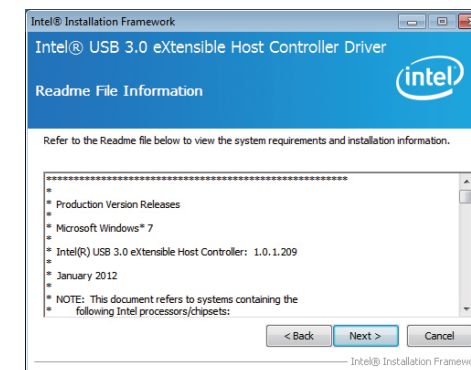 Intel® Installation Framework
Intel® USB 3.0 eXtensible Host Controller Driver
intel
Readme File Information
Refer to the Readme file below to view the system requirements and installation information.
*******************************************************
*
* Production Version Releases
*
* Microsoft Windows* 7
*
* Intel(R) USB 3.0 eXtensible Host Controller: 1.0.1.209
*
* January 2012
*
* NOTE: This document refers to systems containing the
* following Intel processors/chipsets:
< Back Next > Cancel
Intel® Installation Framewo